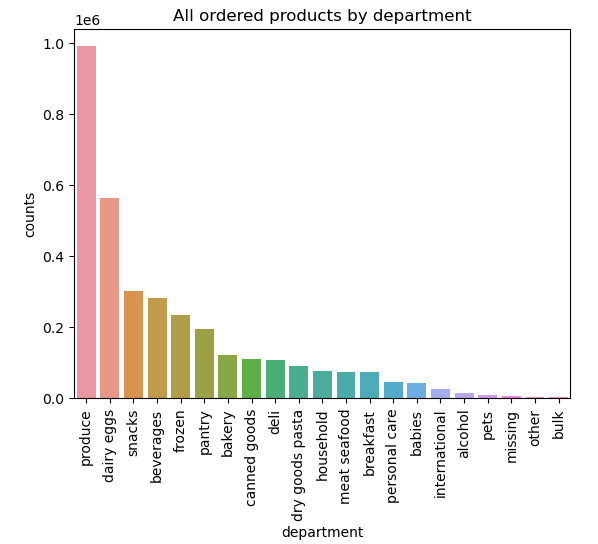 All ordered products by department
1e6
1.0
0.8
0.6
0.4
0.2
0.0
counts
produce
dairy eggs
snacks
beverages
frozen
pantry
bakery
canned goods
deli
dry goods pasta
household
meat seafood
breakfast
personal care
babies
international
alcohol
pets
missing
other
bulk
department